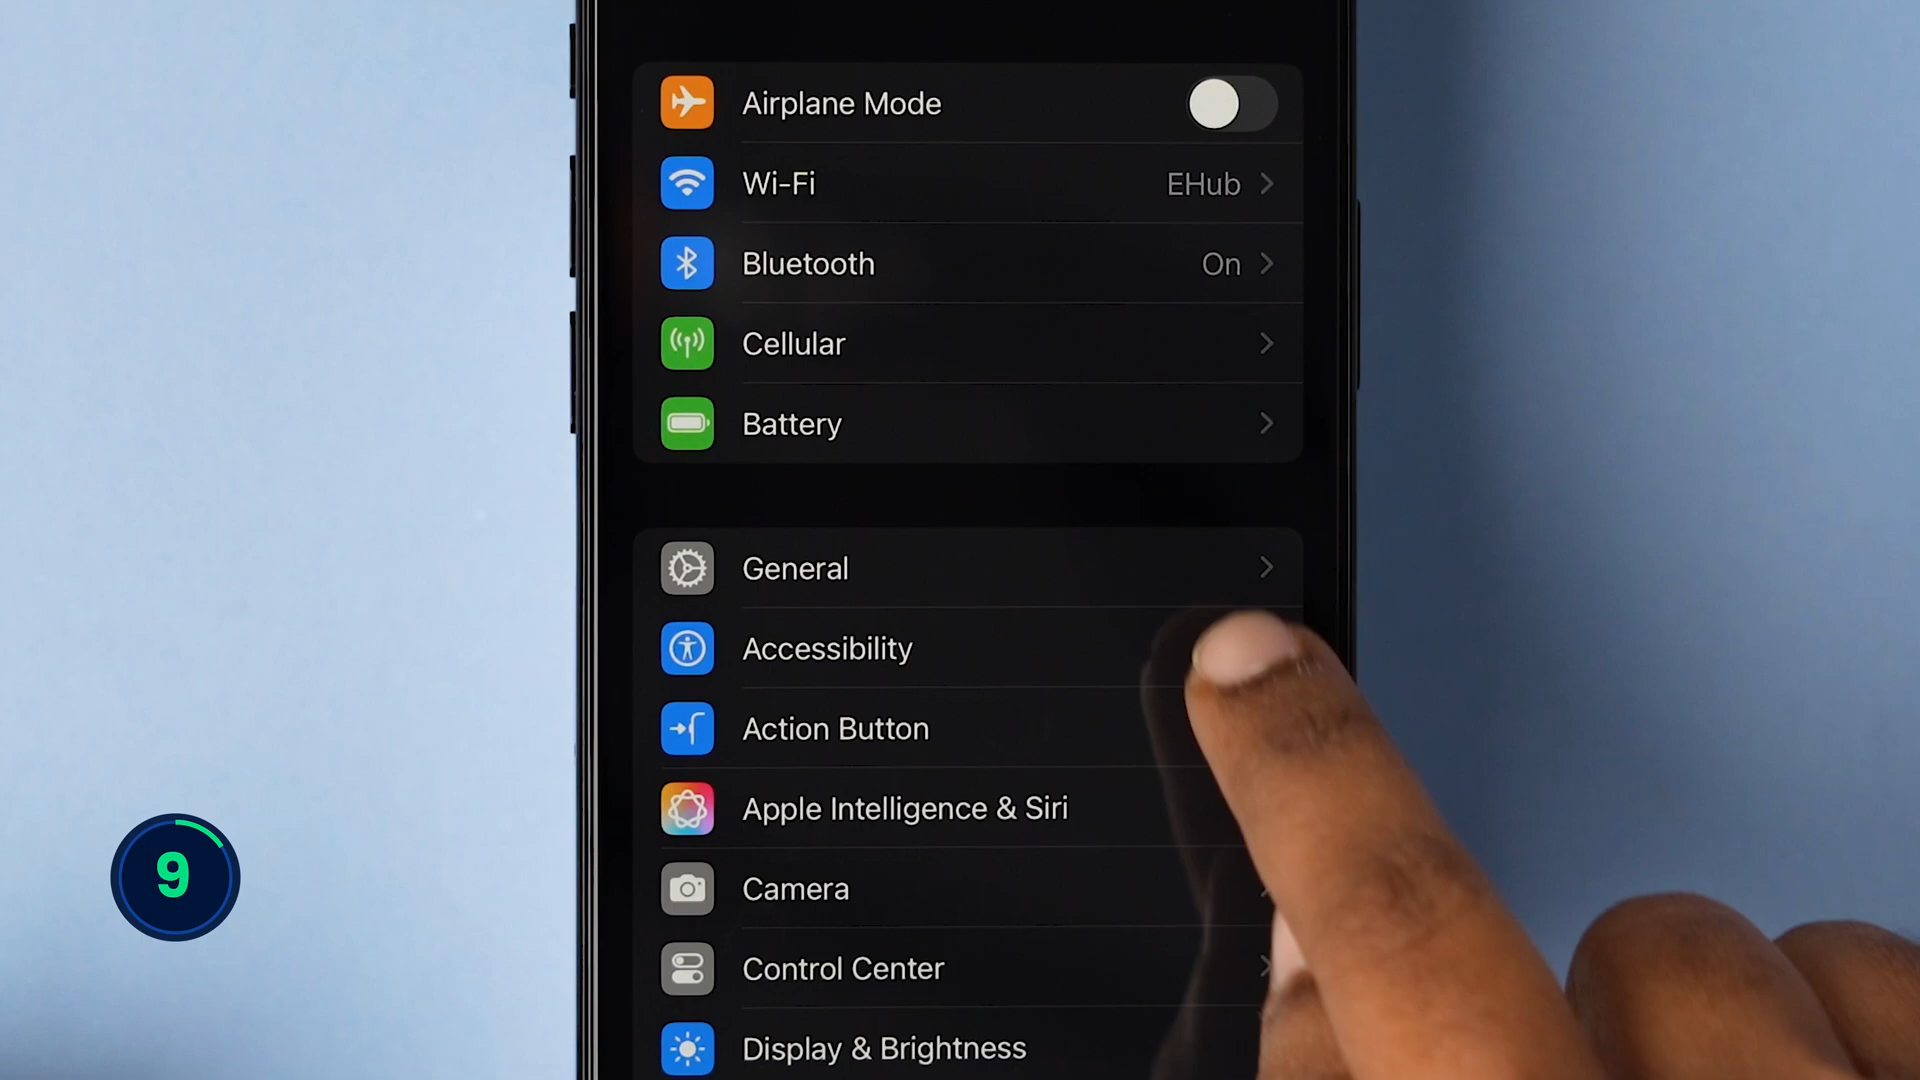 Airplane Mode
Wi-Fi EHub
Bluetooth On
Cellular
Battery
General
Accessibility
Action Button
Apple Intelligence & Siri
Camera
Control Center
Display & Brightness
9